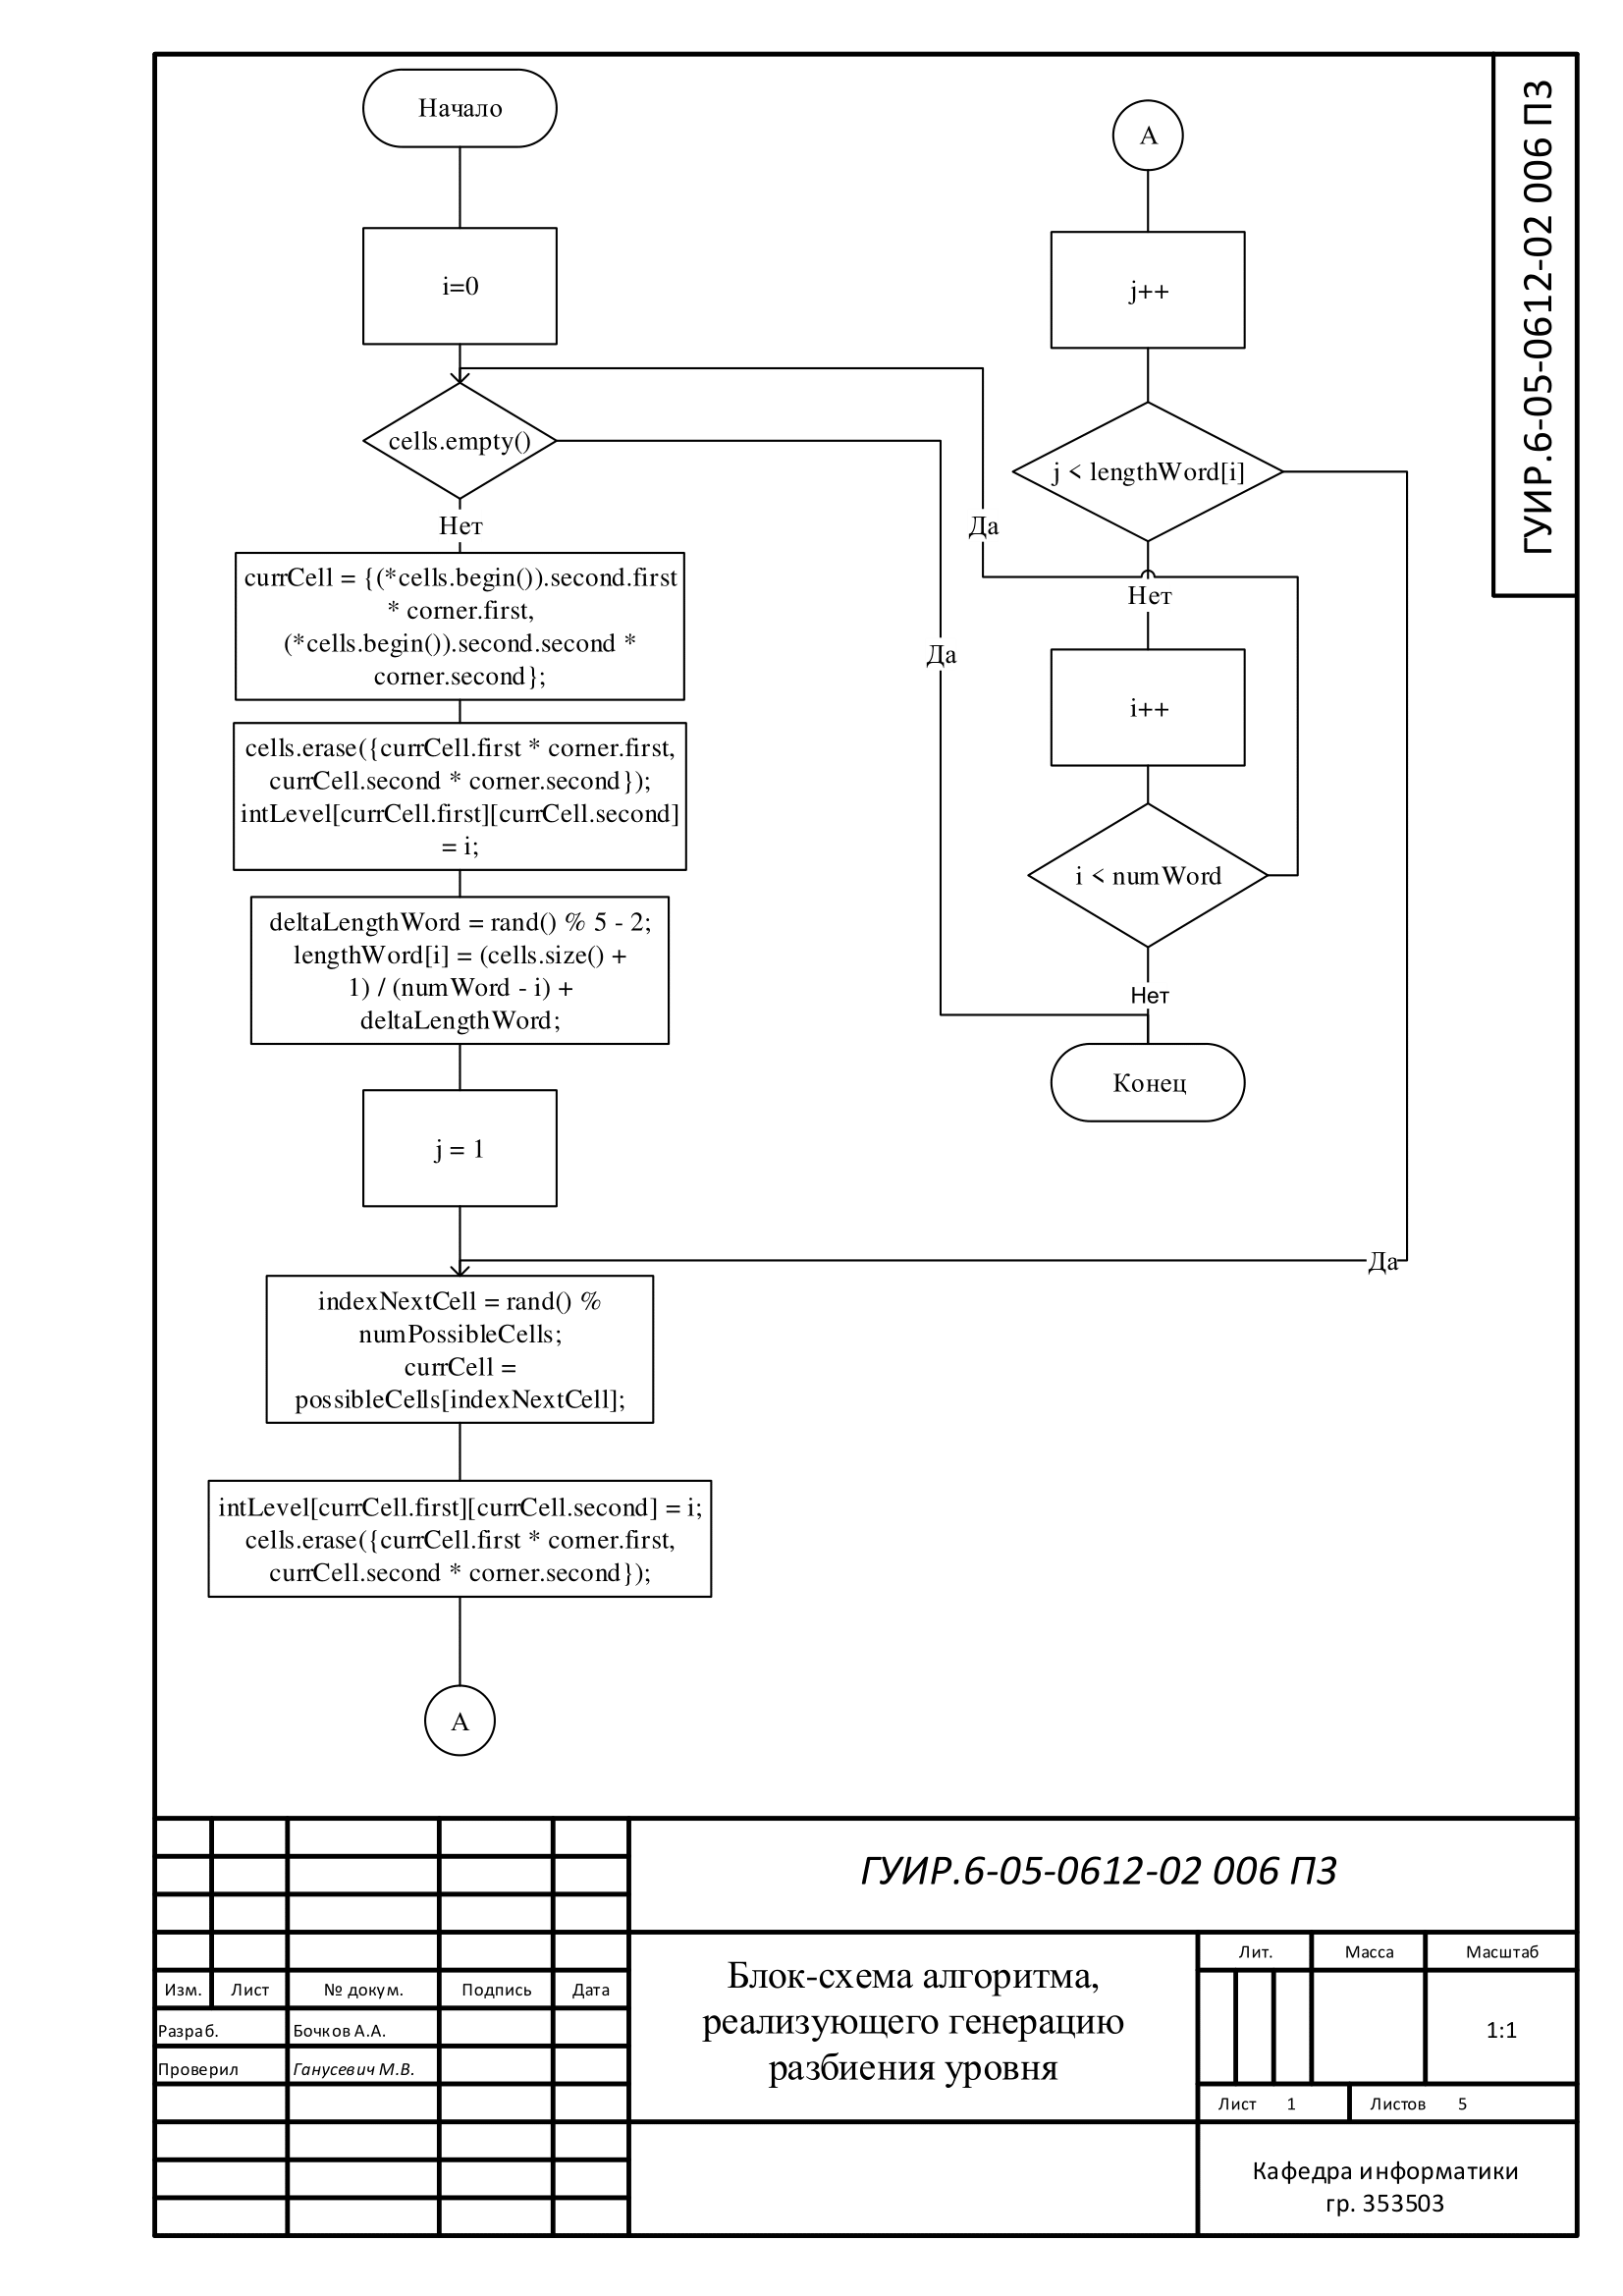 Начало
i=0
cells.empty()
Нет
currCell = {(*cells.begin()).second.first
* corner.first,
(*cells.begin()).second.second *
corner.second};
cells.erase({currCell.first * corner.first,
currCell.second * corner.second});
intLevel[currCell.first][currCell.second]
= i;
deltaLengthWord = rand() % 5 - 2;
lengthWord[i] = (cells.size() +
1) / (numWord - i) +
deltaLengthWord;
j = 1
indexNextCell = rand() %
numPossibleCells;
currCell =
possibleCells[indexNextCell];
intLevel[currCell.first][currCell.second] = i;
cells.erase({currCell.first * corner.first,
currCell.second * corner.second});
A
A
j++
j < lengthWord[i]
Да
Нет
Да
i++
i < numWord
Нет
Конец
Да
ГУИР.6-05-0612-02 006 ПЗ
ГУИР.6-05-0612-02 006 ПЗ
Блок-схема алгоритма,
реализующего генерацию
разбиения уровня
Лит. Масса Масштаб
1:1
Лист 1 Листов 5
Кафедра информатики
гр. 353503
Изм. Лист № докум. Подпись Дата
Разраб. Бочков А.А.
Проверил Ганусевич М.В.